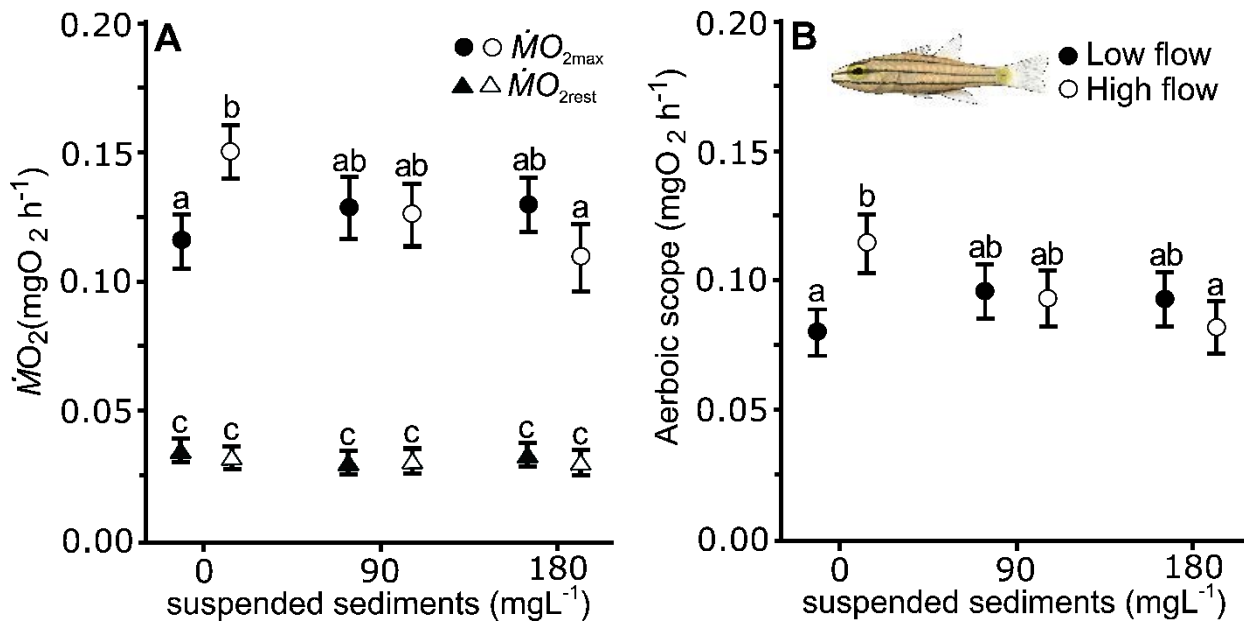 A
ṀO2max
ṀO2rest
ṀO2(mgO2 h-1)
0.20
0.15
0.10
0.05
0.00
a
b
ab
ab
ab
a
c
c
c
c
c
c
0
90
180
suspended sediments (mgL-1)
B
Low flow
High flow
Aerboic scope (mgO2 h-1)
0.20
0.15
0.10
0.05
0.00
a
b
ab
ab
ab
a
0
90
180
suspended sediments (mgL-1)